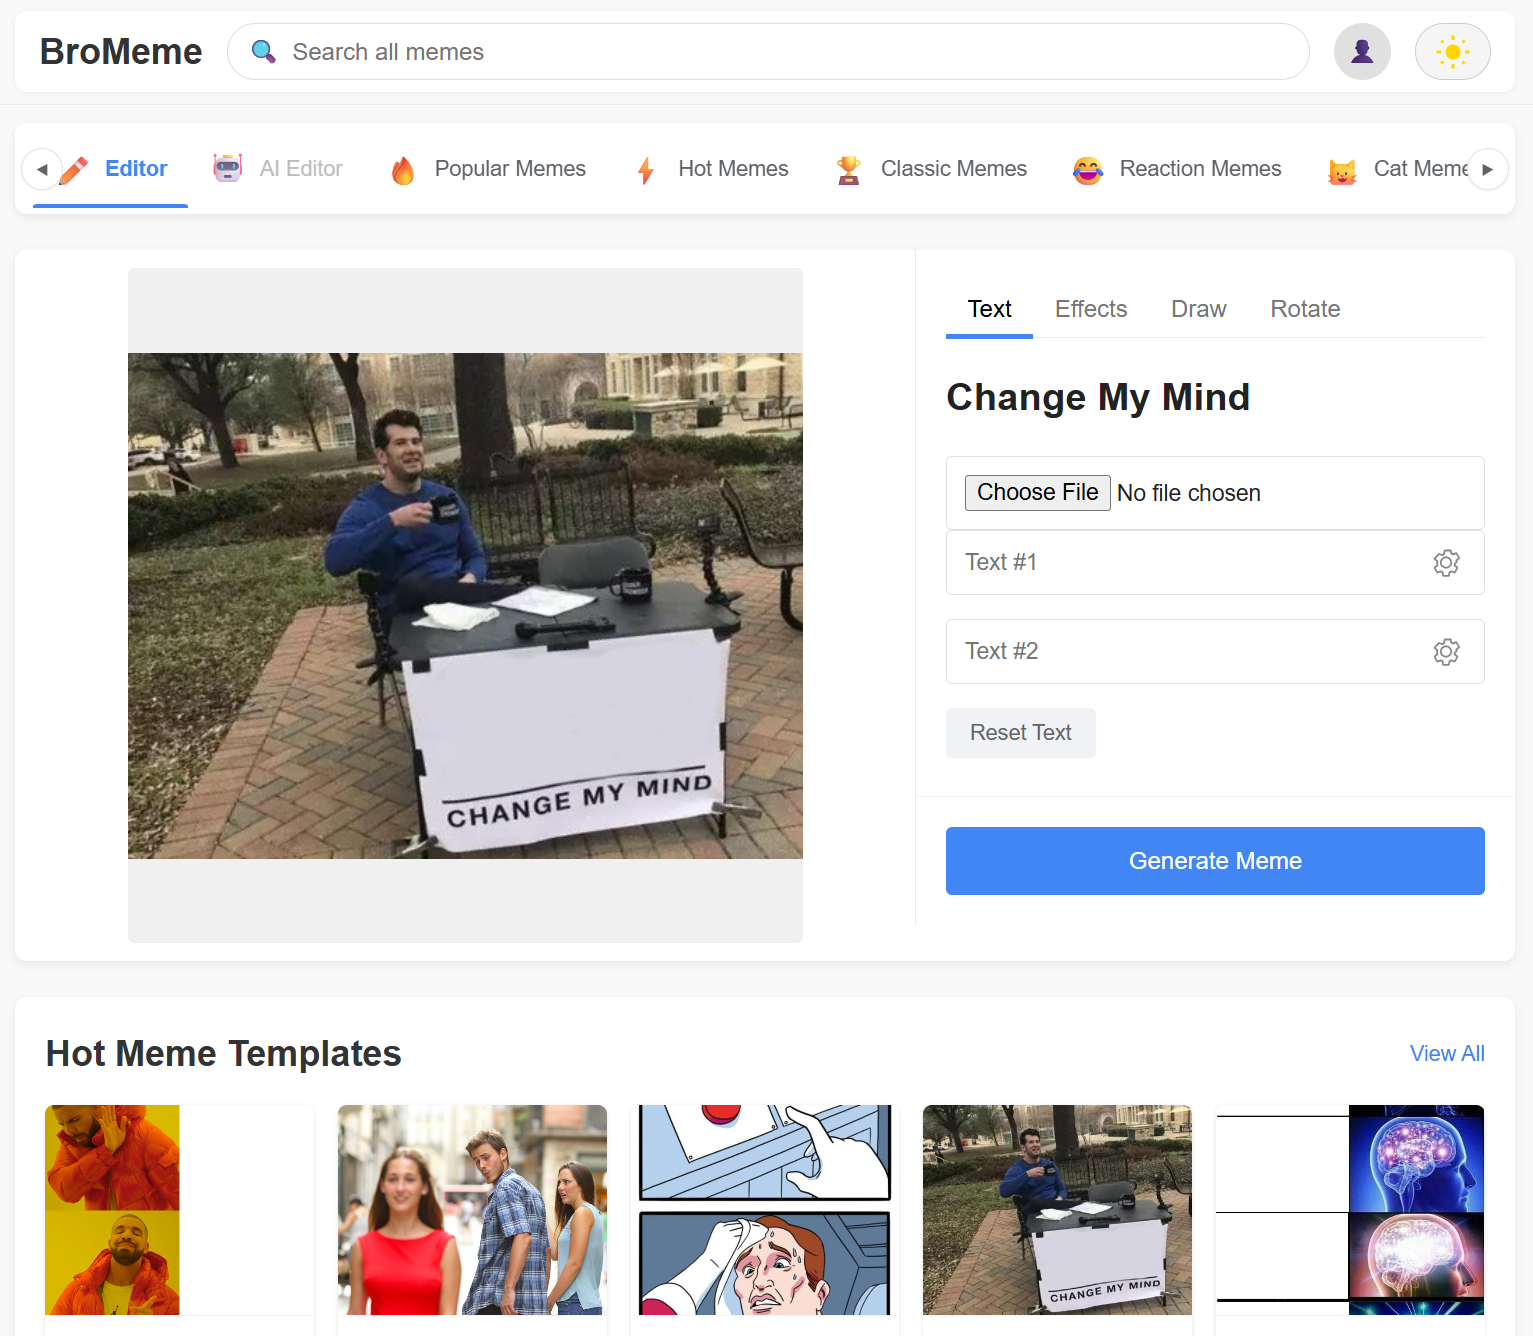 BroMeme
Search all memes
Editor
AI Editor
Popular Memes
Hot Memes
Classic Memes
Reaction Memes
Cat Meme
Text
Effects
Draw
Rotate
Change My Mind
Choose File No file chosen
Text #1
Text #2
Reset Text
Generate Meme
CHANGE MY MIND
Hot Meme Templates
View All
CHANGE MY MIND